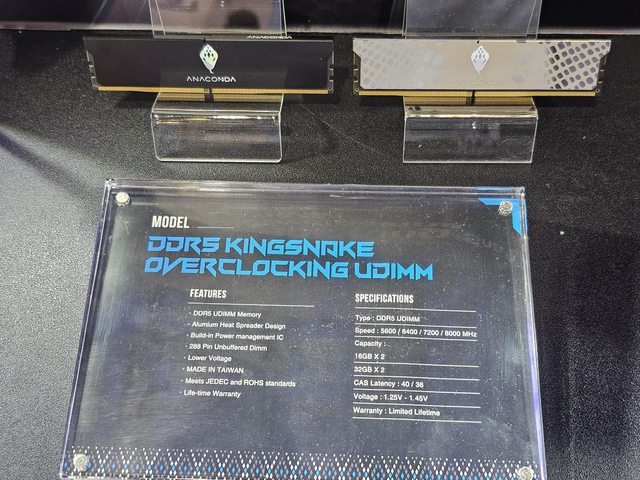 ANACONDA
ANACONDA
MODEL
DDR5 KINGSNAKE
OVERCLOCKING UDIMM
FEATURES
· DDR5 UDIMM Memory
· Alumium Heat Spreader Design
· Build-in Power management IC
· 288 Pin Unbuffered Dimm
· Lower Voltage
· MADE IN TAIWAN
· Meets JEDEC and ROHS standards
· Life-time Warranty
SPECIFICATIONS
Type : DDR5 UDIMM
Speed : 5600 / 6400 / 7200 / 8000 MHz
Capacity :
16GB X 2
32GB X 2
CAS Latency : 40 / 36
Voltage : 1.25V - 1.45V
Warranty : Limited Lifetime